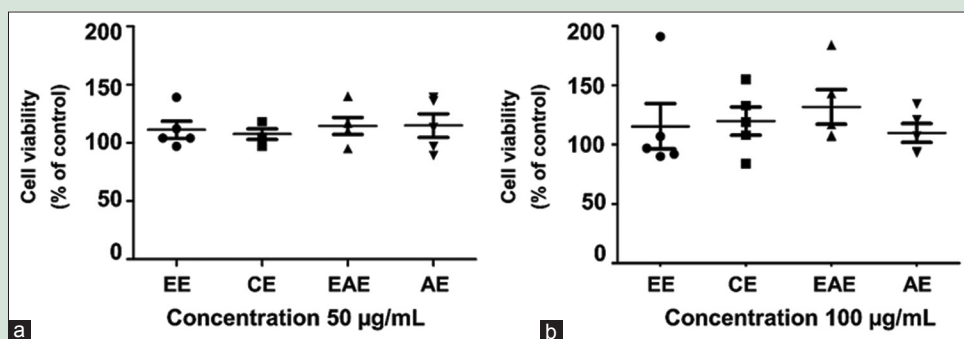 200
150
100
50
0
Cell viability
(% of control)
EE CE EAE AE
Concentration 50 µg/mL
a
200
150
100
50
0
Cell viability
(% of control)
EE CE EAE AE
Concentration 100 µg/mL
b